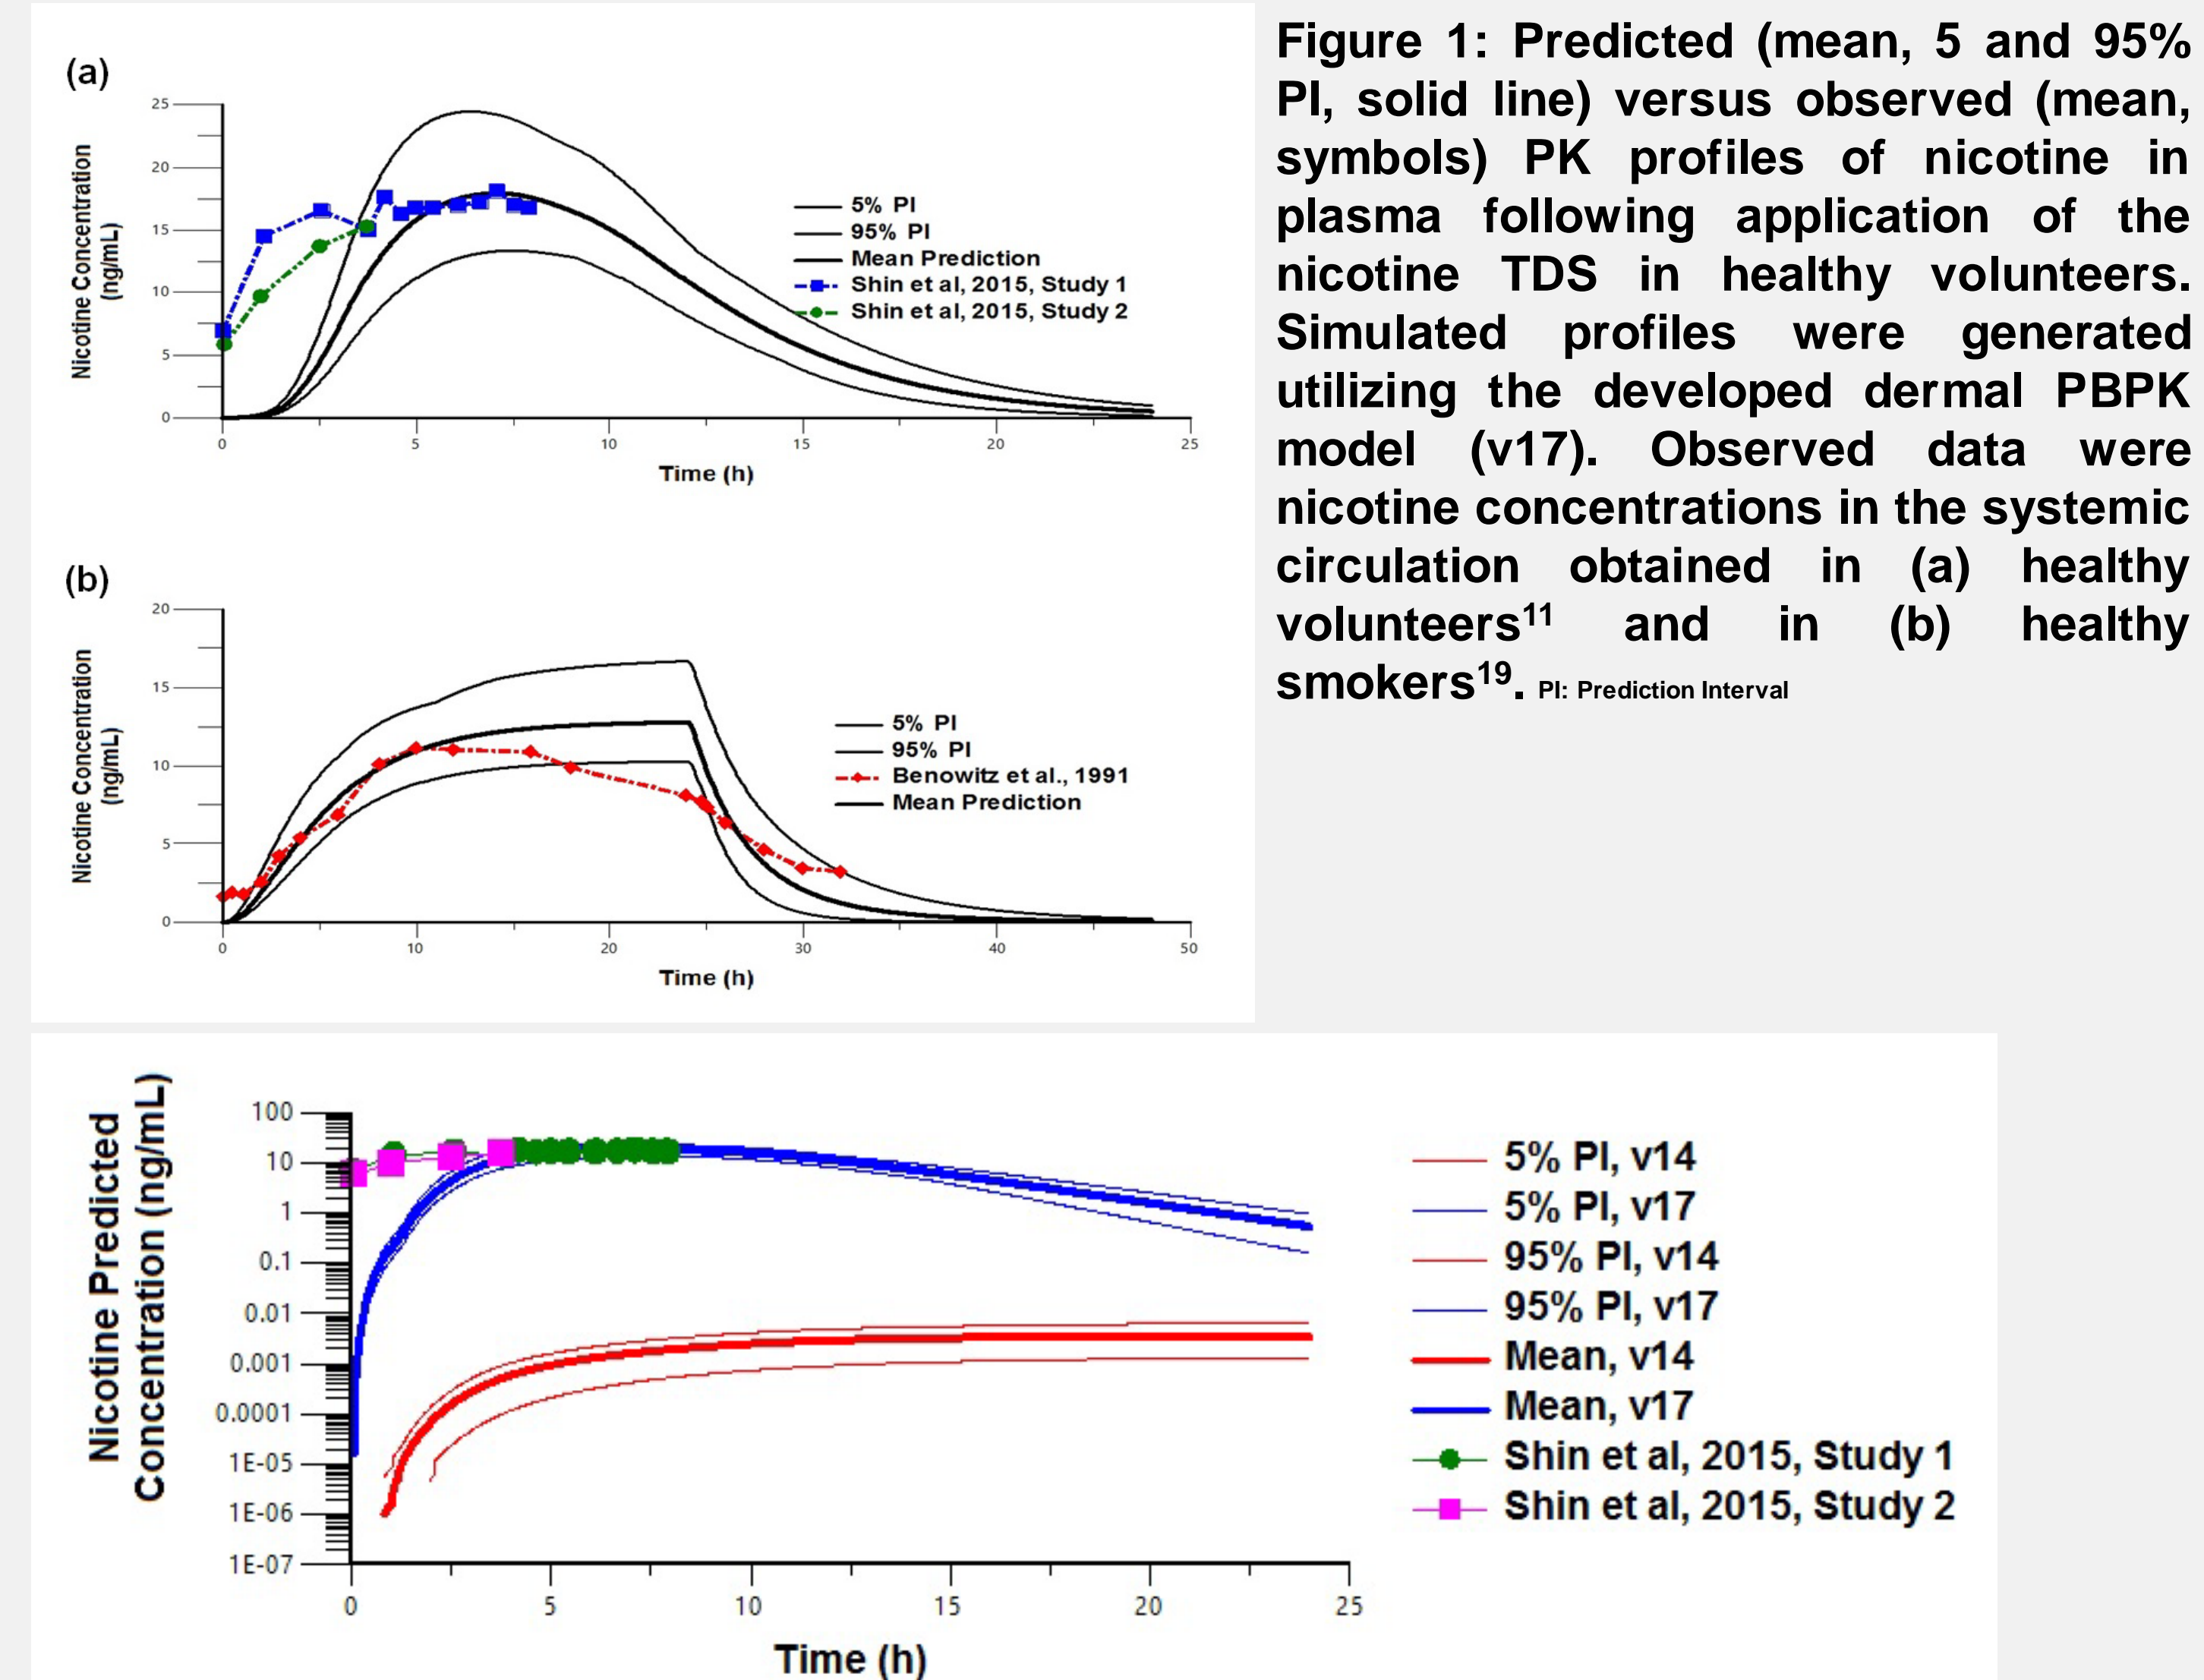 (a)
Nicotine Concentration
(ng/mL)
25
20
15
10
5
0
0 5 10 15 20 25
Time (h)
5% PI
95% PI
Mean Prediction
Shin et al, 2015, Study 1
Shin et al, 2015, Study 2
(b)
Nicotine Concentration
(ng/mL)
20
15
10
5
0
0 10 20 30 40 50
Time (h)
5% PI
95% PI
Benowitz et al., 1991
Mean Prediction
Figure 1: Predicted (mean, 5 and 95%
PI, solid line) versus observed (mean,
symbols) PK profiles of nicotine in
plasma following application of the
nicotine TDS in healthy volunteers.
Simulated profiles were generated
utilizing the developed dermal PBPK
model (v17). Observed data were
nicotine concentrations in the systemic
circulation obtained in (a) healthy
volunteers¹¹ and in (b) healthy
smokers¹⁹. PI: Prediction Interval
Nicotine Predicted
Concentration (ng/mL)
100
10
1
0.1
0.01
0.001
0.0001
1E-05
1E-06
1E-07
0 5 10 15 20 25
Time (h)
5% PI, v14
5% PI, v17
95% PI, v14
95% PI, v17
Mean, v14
Mean, v17
Shin et al, 2015, Study 1
Shin et al, 2015, Study 2